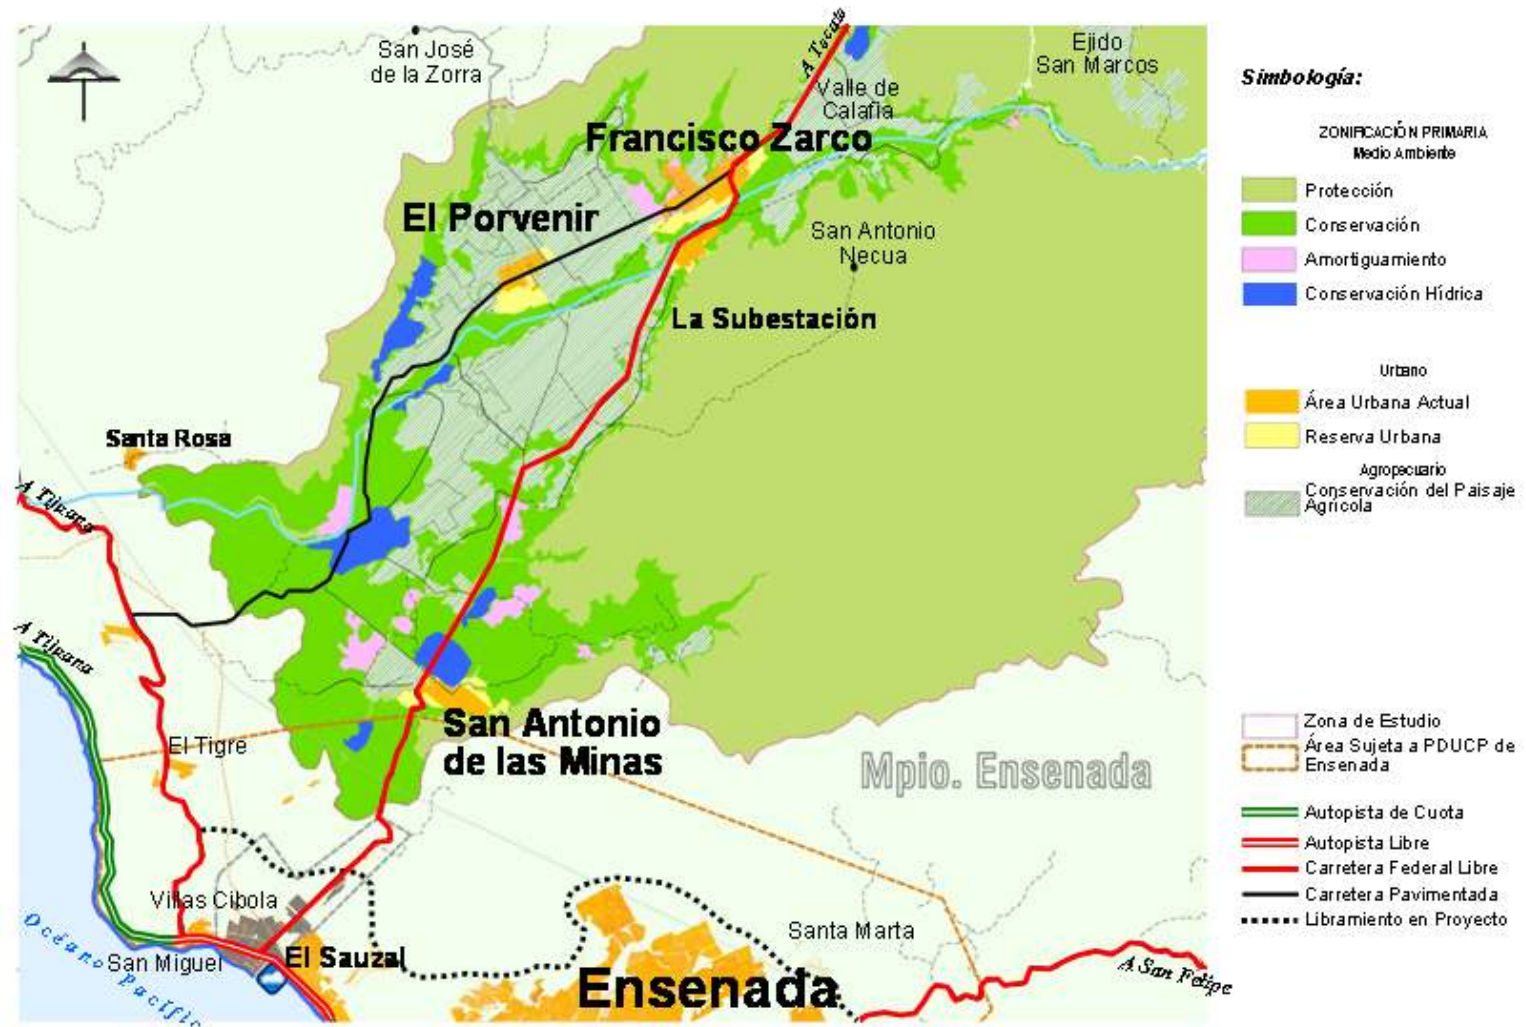 A Tecate
San José
de la Zorra
Ejido
San Marcos
Valle de
Calafia
Francisco Zarco
El Porvenir
San Antonio
Necua
La Subestación
Santa Rosa
A Tijuana
A Tijuana
San Antonio
de las Minas
El Tigre
Mpio. Ensenada
Villas Cibola
San Miguel
El Sauzal
Santa Marta
Ensenada
A San Felipe
Océano Pacífic
Simbología:
ZONIFICACIÓN PRIMARIA
Medio Ambiente
Protección
Conservación
Amortiguamiento
Conservación Hídrica
Urbano
Área Urbana Actual
Reserva Urbana
Agropecuario
Conservación del Paisaje
Agrícola
Zona de Estudio
Área Sujeta a PDUCP de
Ensenada
Autopista de Cuota
Autopista Libre
Carretera Federal Libre
Carretera Pavimentada
Libramiento en Proyecto